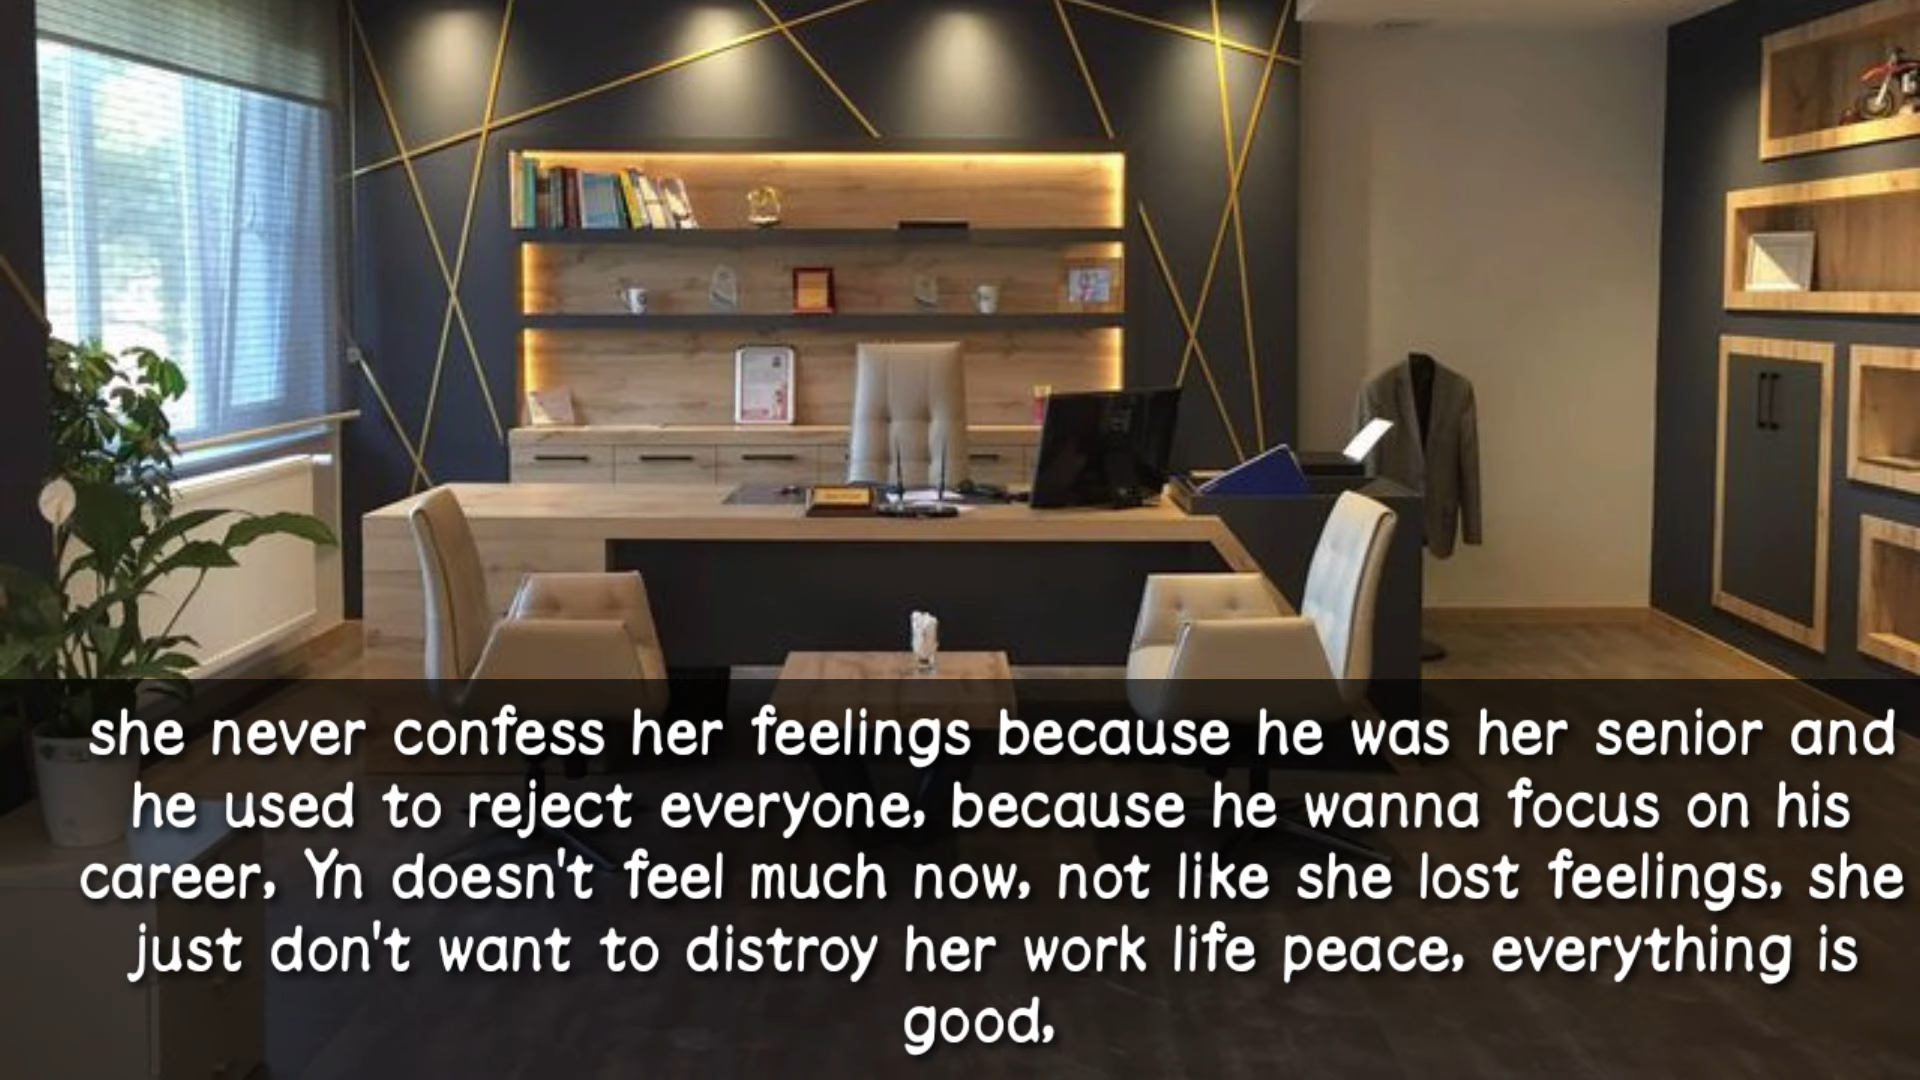 she never confess her feelings because he was her senior and
he used to reject everyone, because he wanna focus on his
career, Yn doesn't feel much now, not like she lost feelings, she
just don't want to distroy her work life peace, everything is
good,